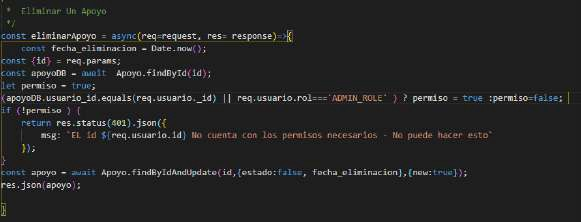 * Eliminar Un Apoyo
*/
const eliminarApoyo = async(req=request, res= response)=>{
const fecha_eliminacion = Date.now();
const {id} = req.params;
const apoyoDB = await Apoyo.findById(id);
let permiso = true;
(apoyoDB.usuario_id.equals(req.usuario._id) || req.usuario.rol==='ADMIN_ROLE' ) ? permiso = true :permiso=false;
if (!permiso ) {
return res.status(401).json({
msg: `EL id ${req.usuario.id} No cuenta con los permisos necesarios - No puede hacer esto`
});
}
const apoyo = await Apoyo.findByIdAndUpdate(id,{estado:false, fecha_eliminacion},{new:true});
res.json(apoyo);
}